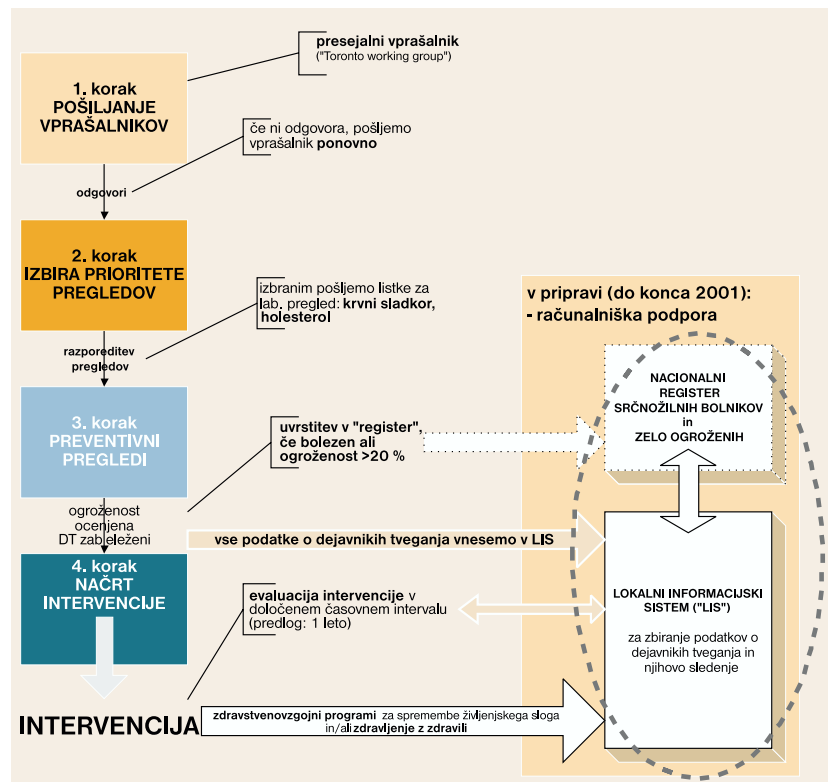 presejalni vprašalnik
("Toronto working group")
1. korak
POŠILJANJE
VPRAŠALNIKOV
če ni odgovora, pošljemo
vprašalnik ponovno
odgovori
2. korak
IZBIRA PRIORITETE
PREGLEDOV
izbranim pošljemo listke za
lab. pregled: krvni sladkor,
holesterol
razporeditev
pregledov
3. korak
PREVENTIVNI
PREGLEDI
uvrstitev v "register",
če bolezen ali
ogroženost >20 %
ogroženost
ocenjena
DT zabeleženi
vse podatke o dejavnikih tveganja vnesemo v LIS
4. korak
NAČRT
INTERVENCIJE
evaluacija intervencije v
določenem časovnem intervalu
(predlog: 1 leto)
INTERVENCIJA
zdravstvenovzgojni programi za spremembe življenjskega sloga
in/ali zdravljenje z zdravili
v pripravi (do konca 2001):
- računalniška podpora
NACIONALNI
REGISTER
SRČNOŽILNIH BOLNIKOV
in
ZELO OGROŽENIH
LOKALNI INFORMACIJSKI
SISTEM ("LIS")
za zbiranje podatkov o
dejavnikih tveganja in
njihovo sledenje